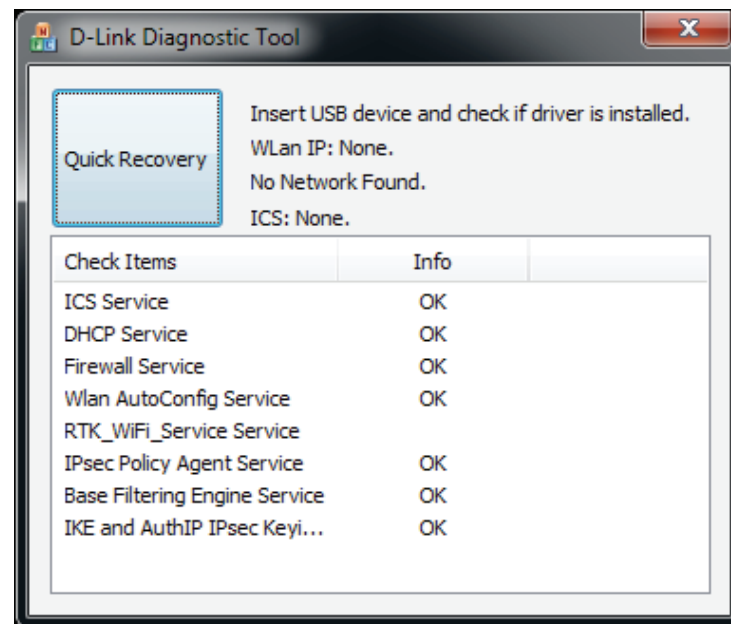 D-Link Diagnostic Tool
Quick Recovery
Insert USB device and check if driver is installed.
WLan IP: None.
No Network Found.
ICS: None.
Check Items Info
ICS Service OK
DHCP Service OK
Firewall Service OK
Wlan AutoConfig Service OK
RTK_WiFi_Service Service
IPsec Policy Agent Service OK
Base Filtering Engine Service OK
IKE and AuthIP IPsec Keyi... OK